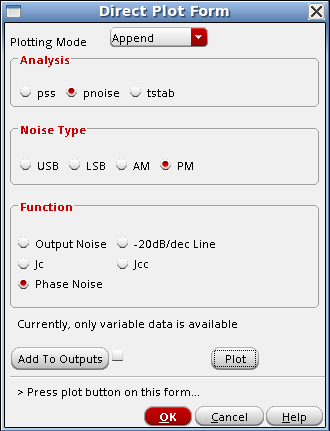 Direct Plot Form
Plotting Mode Append
Analysis
pss pnoise tstab
Noise Type
USB LSB AM PM
Function
Output Noise -20dB/dec Line
Jc Jcc
Phase Noise
Currently, only variable data is available
Add To Outputs Plot
> Press plot button on this form...
OK Cancel Help